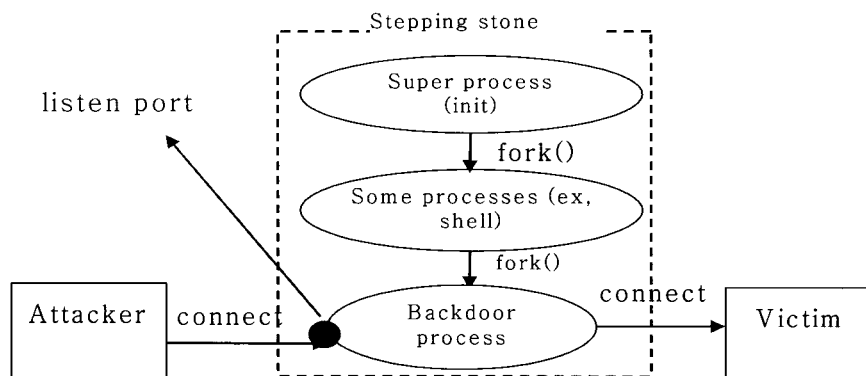 Stepping stone
Super process
(init)
listen port
fork()
Some processes (ex,
shell)
fork()
Attacker
connect
Backdoor
process
connect
Victim